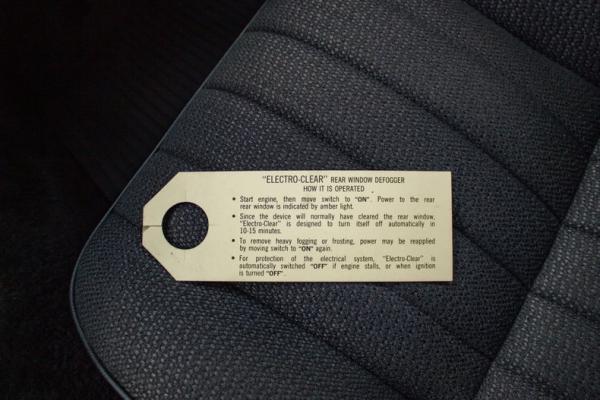 "ELECTRO-CLEAR" REAR WINDOW DEFOGGER
HOW IT IS OPERATED
• Start engine, then move switch to "ON". Power to the rear
rear window is indicated by amber light.
• Since the device will normally have cleared the rear window,
"Electro-Clear" is designed to turn itself off automatically in
10-15 minutes.
• To remove heavy fogging or frosting, power may be reapplied
by moving switch to "ON" again.
• For protection of the electrical system, "Electro-Clear" is
automatically switched "OFF" if engine stalls, or when ignition
is turned "OFF".